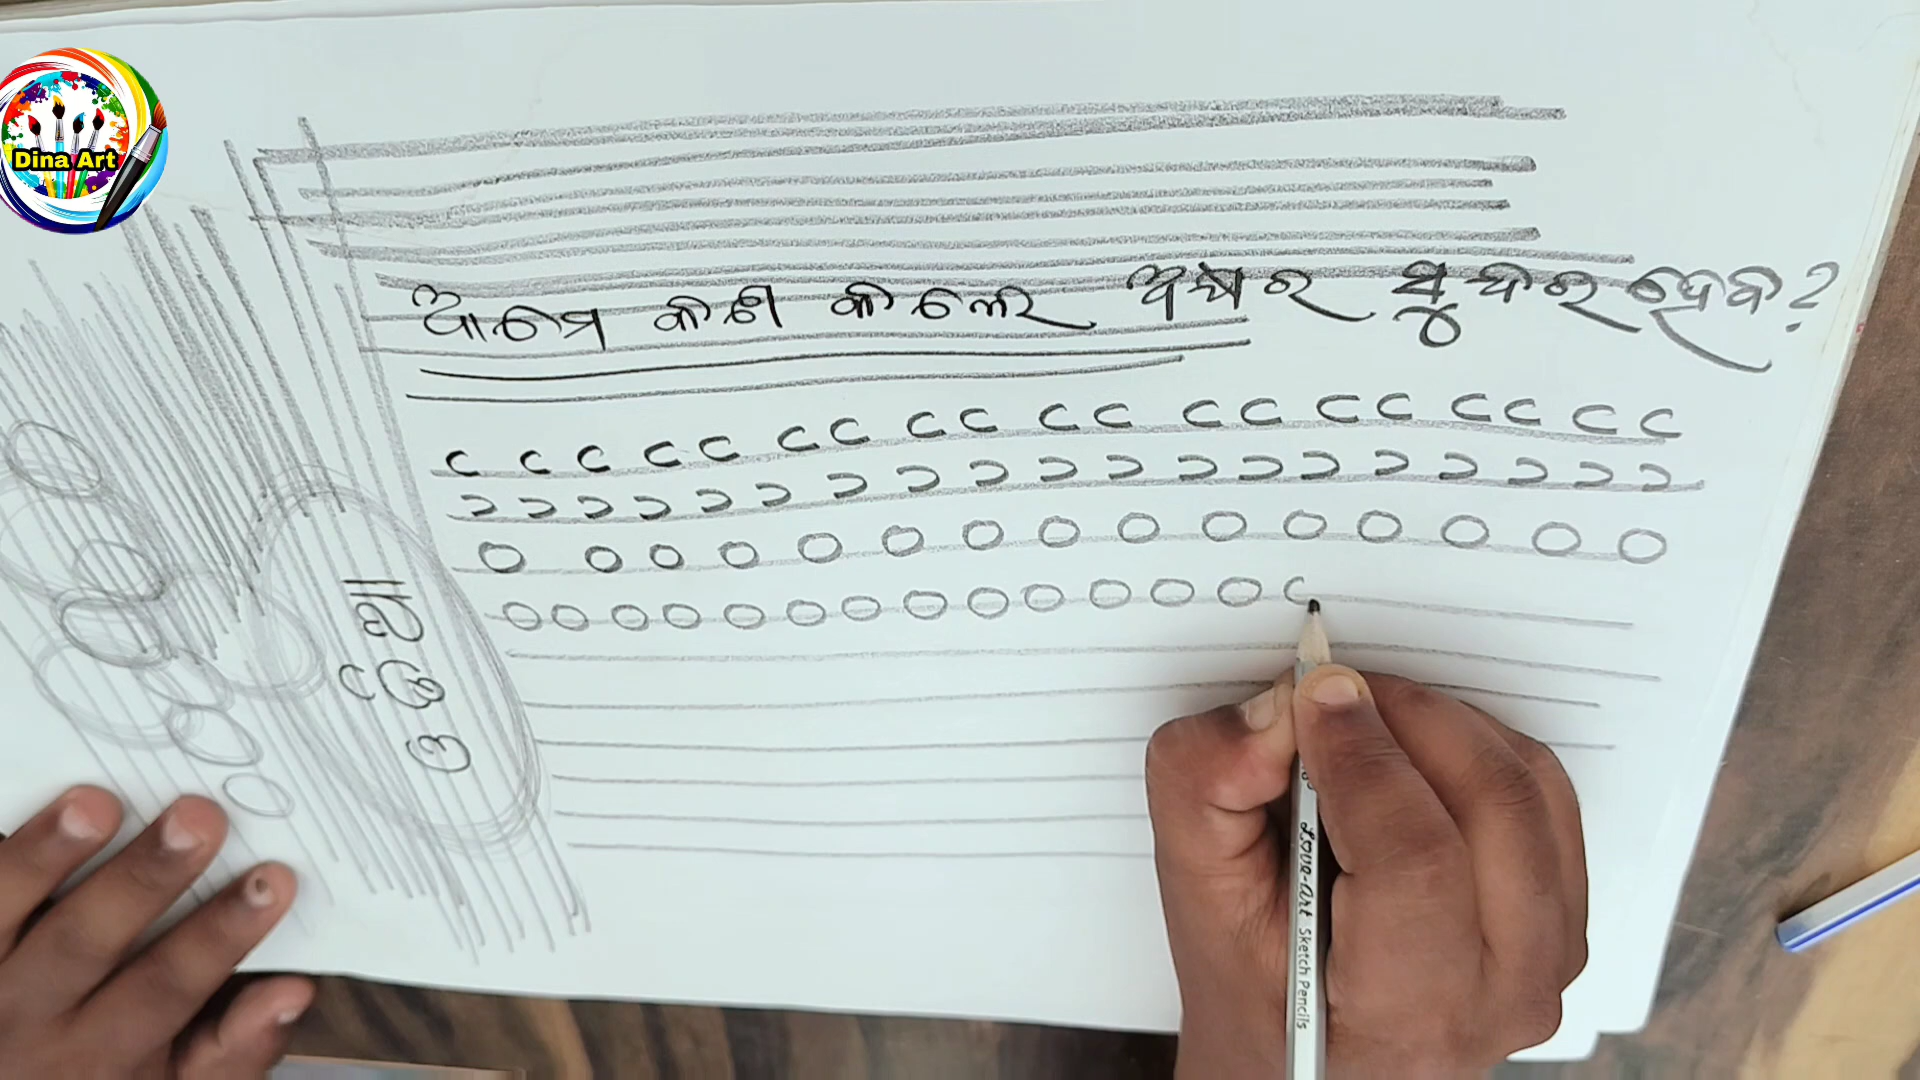 Dina Art
ଆମେ କଣ କଲେ ଅକ୍ଷର ସୁନ୍ଦର ହେବ?
c c c c c c c c c c c c c c c c c c
ɔ ɔ ɔ ɔ ɔ ɔ ɔ ɔ ɔ ɔ ɔ ɔ ɔ ɔ ɔ ɔ ɔ ɔ
o o o o o o o o o o o o o o o
o o o o o o o o o o o o o c
Love-Art Sketch Pencils